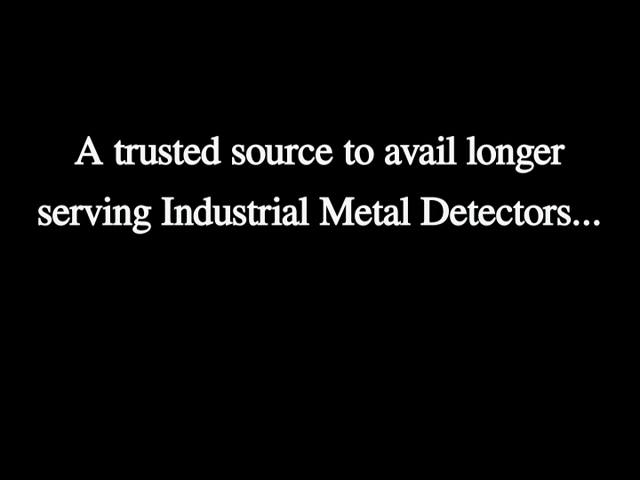 A trusted source to avail longer
serving Industrial Metal Detectors...